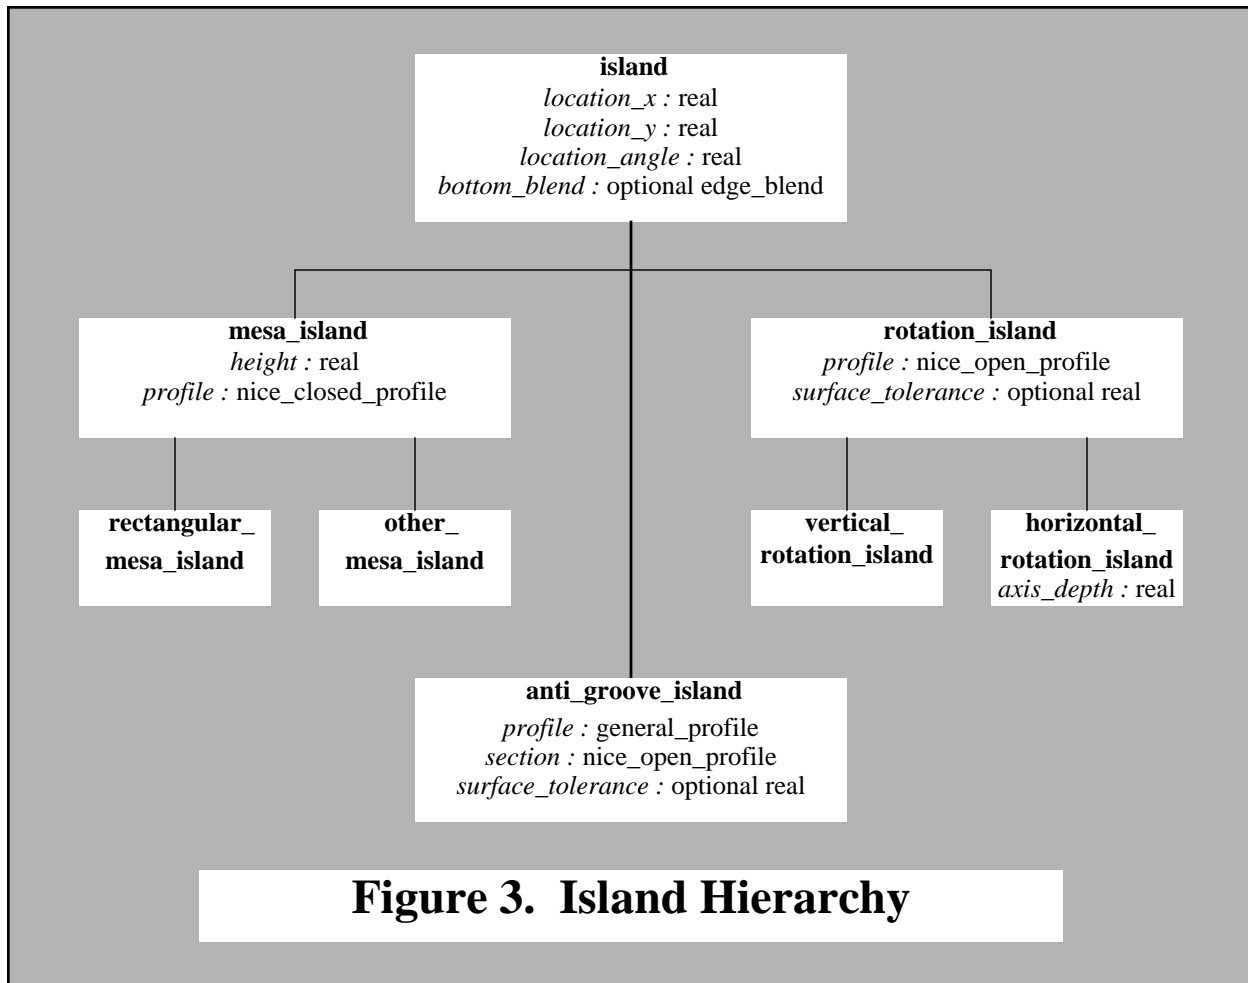 island
location_x : real
location_y : real
location_angle : real
bottom_blend : optional edge_blend
mesa_island
height : real
profile : nice_closed_profile
rotation_island
profile : nice_open_profile
surface_tolerance : optional real
rectangular_
mesa_island
other_
mesa_island
vertical_
rotation_island
horizontal_
rotation_island
axis_depth : real
anti_groove_island
profile : general_profile
section : nice_open_profile
surface_tolerance : optional real
Figure 3.  Island Hierarchy